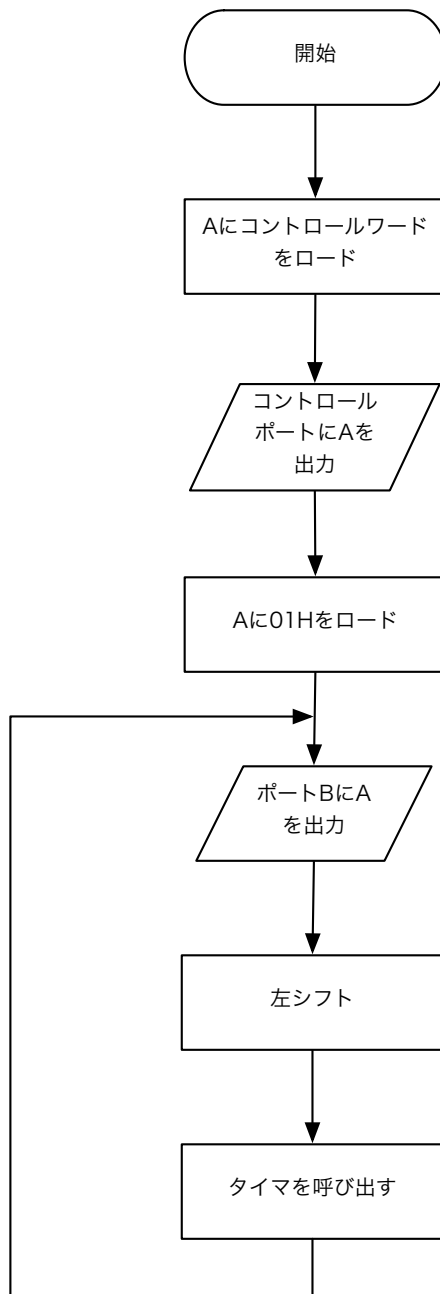 開始
Aにコントロールワード
をロード
コントロール
ポートにAを
出力
Aに01Hをロード
ポートBにA
を出力
左シフト
タイマを呼び出す